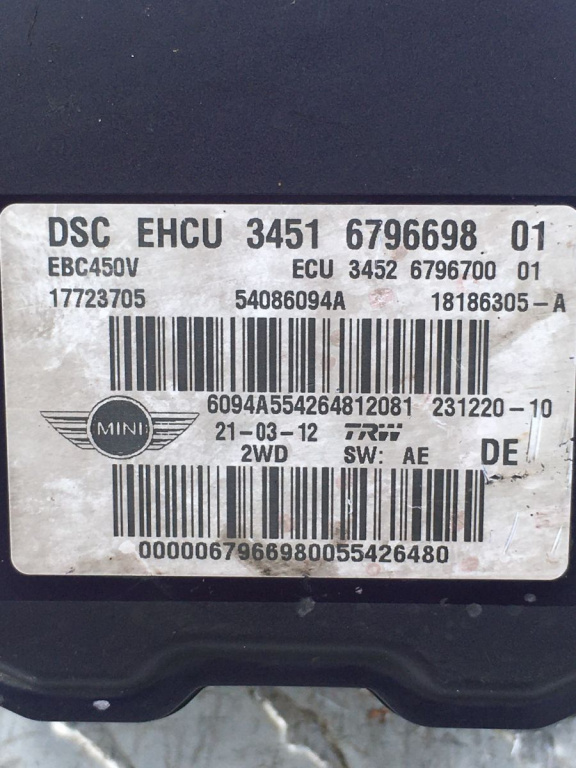 DSC EHCU 3451 6796698 01
EBC450V ECU 3452 6796700 01
17723705 54086094A 18186305-A
6094A554264812081 231220-10
MINI 21-03-12 TRW
2WD SW: AE DE
0000067966980055426480